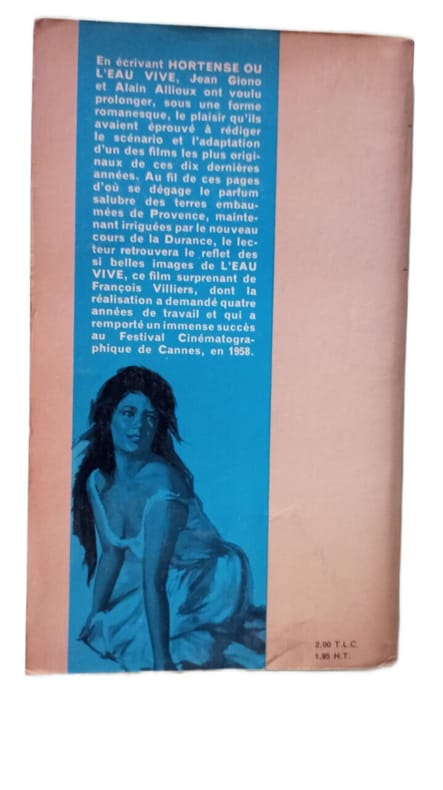 En écrivant HORTENSE OU
L'EAU VIVE, Jean Giono
et Alain Allioux ont voulu
prolonger, sous une forme
romanesque, le plaisir qu'ils
avaient éprouvé à rédiger
le scénario et l'adaptation
d'un des films les plus origi-
naux de ces dix dernières
années. Au fil de ces pages
d'où se dégage le parfum
salubre des terres embau-
mées de Provence, mainte-
nant irriguées par le nouveau
cours de la Durance, le lec-
teur retrouvera le reflet des
si belles images de L'EAU
VIVE, ce film surprenant de
François Villiers, dont la
réalisation a demandé quatre
années de travail et qui a
remporté un immense succès
au Festival Cinématogra-
phique de Cannes, en 1958.
2,00 T.L.C.
1,95 H.T.